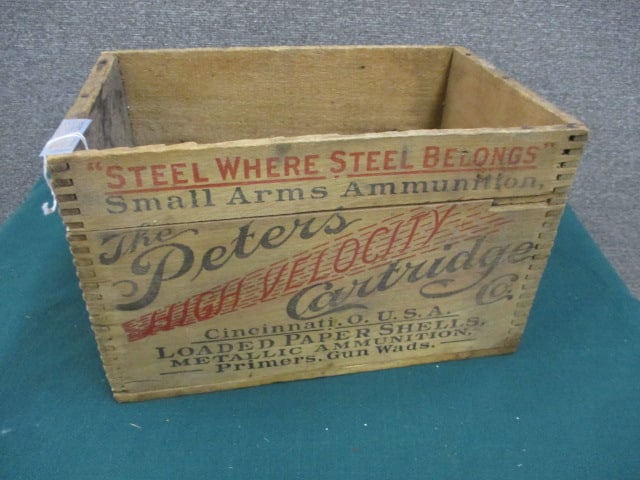 "STEEL WHERE STEEL BELONGS"
Small Arms Ammunition,
The Peters
HIGH VELOCITY
Cartridge Co.
Cincinnati, O. U.S.A.
LOADED PAPER SHELLS,
METALLIC AMMUNITION.
Primers. Gun Wads.